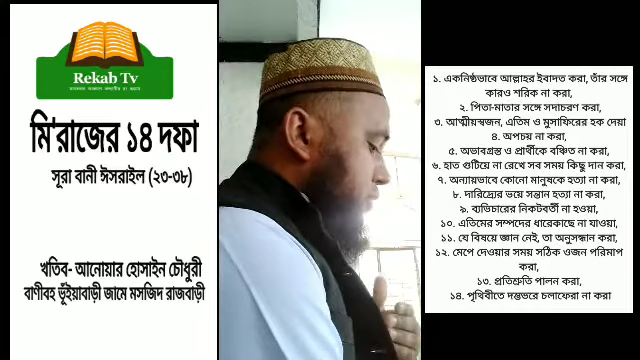 Rekab Tv
মি'রাজের ১৪ দফা
সূরা বানী ঈসরাইল (২৩-৩৮)
খতিব- আনোয়ার হোসাইন চৌধুরী
বাণীবহ ভূঁইয়াবাড়ী জামে মসজিদ রাজবাড়ী
১. একনিষ্ঠভাবে আল্লাহর ইবাদত করা, তাঁর সঙ্গে
কারও শরিক না করা,
২. পিতা-মাতার সঙ্গে সদাচরণ করা,
৩. আত্মীয়স্বজন, এতিম ও মুসাফিরের হক দেয়া
৪. অপচয় না করা,
৫. অভাবগ্রস্ত ও প্রার্থীকে বঞ্চিত না করা,
৬. হাত গুটিয়ে না রেখে সব সময় কিছু দান করা,
৭. অন্যায়ভাবে কোনো মানুষকে হত্যা না করা,
৮. দারিদ্র্যের ভয়ে সন্তান হত্যা না করা,
৯. ব্যভিচারের নিকটবর্তী না হওয়া,
১০. এতিমের সম্পদের ধারেকাছে না যাওয়া,
১১. যে বিষয়ে জ্ঞান নেই, তা অনুসন্ধান করা,
১২. মেপে দেওয়ার সময় সঠিক ওজন পরিমাপ
করা,
১৩. প্রতিশ্রুতি পালন করা,
১৪. পৃথিবীতে দম্ভভরে চলাফেরা না করা